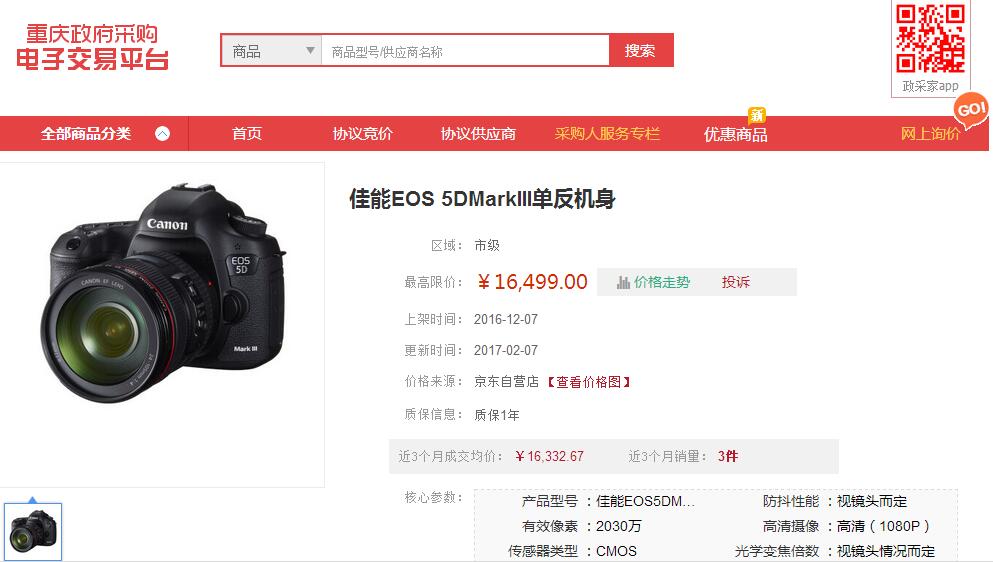 重庆政府采购
电子交易平台
商品
商品型号/供应商名称
搜索
政采家app
GO!
全部商品分类
首页
协议竞价
协议供应商
采购人服务专栏
优惠商品
新
网上询价
Canon
EOS
5D
CANON EF LENS
Mark III
佳能EOS 5DMarkIII单反机身
区域： 市级
最高限价： ￥16,499.00 价格走势 投诉
上架时间： 2016-12-07
更新时间： 2017-02-07
价格来源： 京东自营店 【查看价格图】
质保信息： 质保1年
近3个月成交均价： ￥16,332.67 近3个月销量： 3件
核心参数：
产品型号 ：佳能EOS5DM... 防抖性能 ：视镜头而定
有效像素 ：2030万 高清摄像 ：高清（1080P）
传感器类型 ：CMOS 光学变焦倍数 ：视镜头情况而定